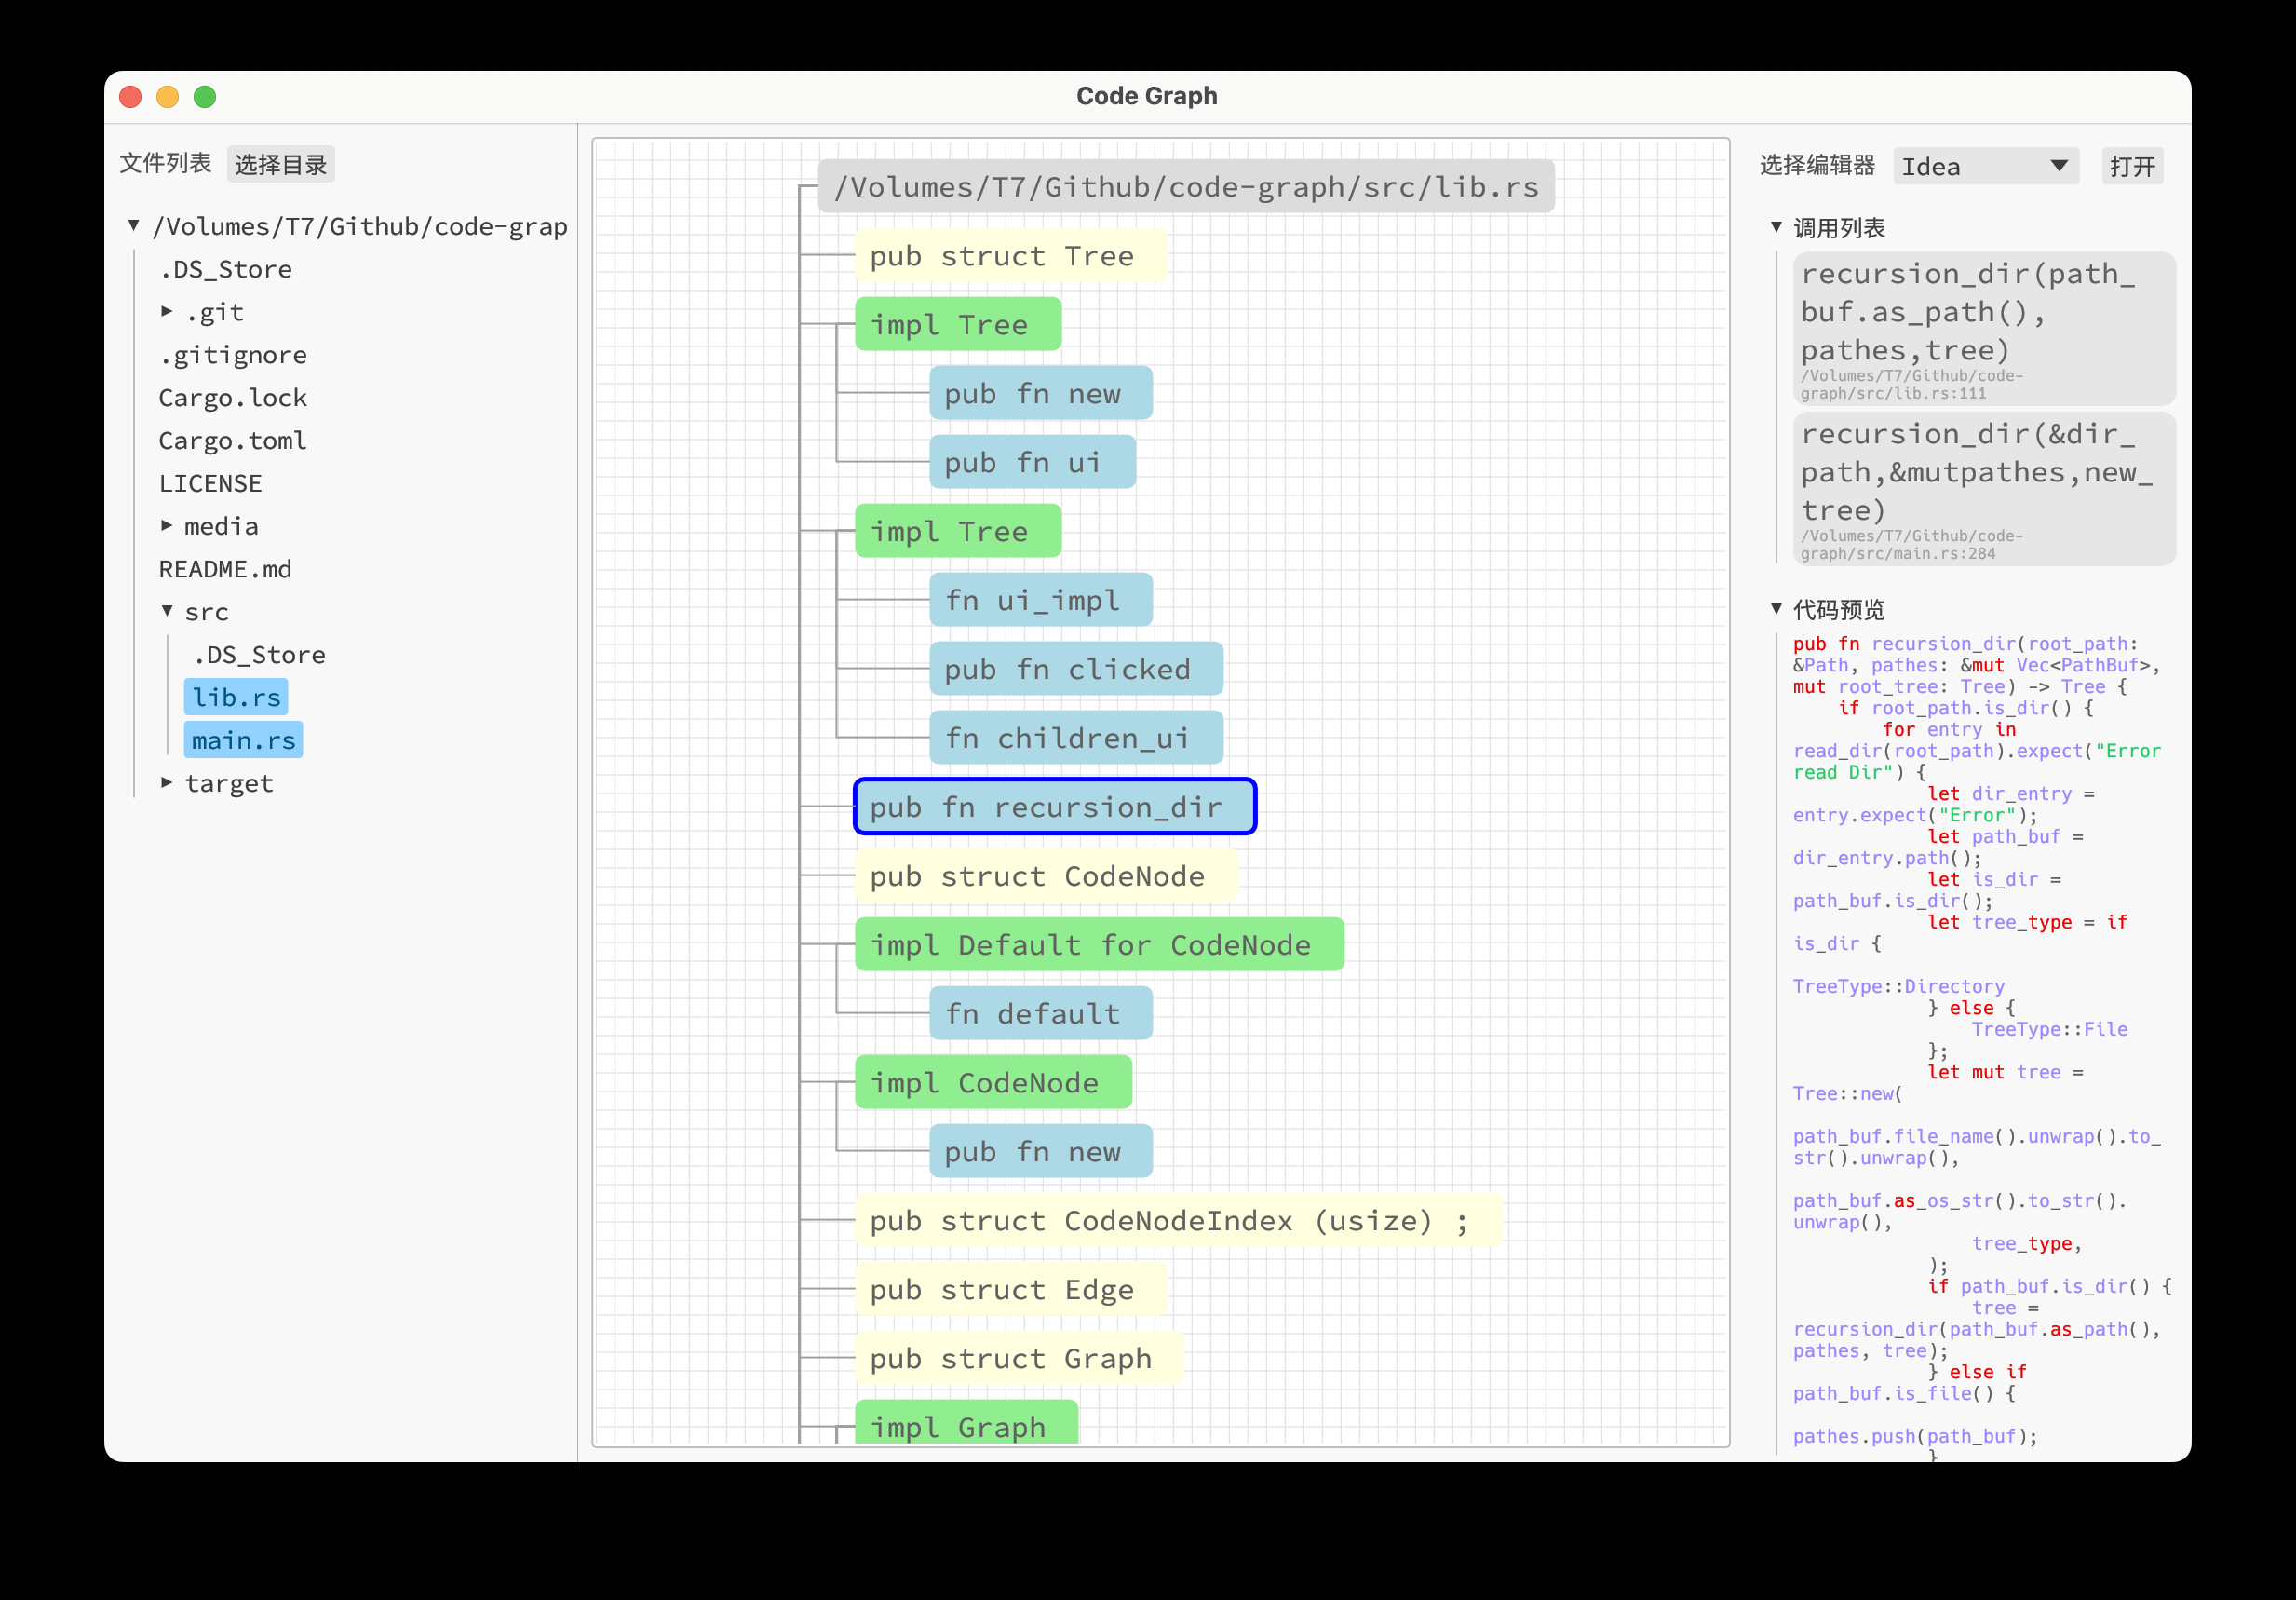 Code Graph
文件列表 选择目录
/Volumes/T7/Github/code-grap
.DS_Store
.git
.gitignore
Cargo.lock
Cargo.toml
LICENSE
media
README.md
src
.DS_Store
lib.rs
main.rs
target
/Volumes/T7/Github/code-graph/src/lib.rs
pub struct Tree
impl Tree
pub fn new
pub fn ui
impl Tree
fn ui_impl
pub fn clicked
fn children_ui
pub fn recursion_dir
pub struct CodeNode
impl Default for CodeNode
fn default
impl CodeNode
pub fn new
pub struct CodeNodeIndex (usize) ;
pub struct Edge
pub struct Graph
impl Graph
选择编辑器 Idea 打开
调用列表
recursion_dir(path_
buf.as_path(),
pathes,tree)
/Volumes/T7/Github/code-
graph/src/lib.rs:111
recursion_dir(&dir_
path,&mutpathes,new_
tree)
/Volumes/T7/Github/code-
graph/src/main.rs:284
代码预览
pub fn recursion_dir(root_path:
&Path, pathes: &mut Vec<PathBuf>,
mut root_tree: Tree) -> Tree {
if root_path.is_dir() {
for entry in
read_dir(root_path).expect("Error
read Dir") {
let dir_entry =
entry.expect("Error");
let path_buf =
dir_entry.path();
let is_dir =
path_buf.is_dir();
let tree_type = if
is_dir {
TreeType::Directory
} else {
TreeType::File
};
let mut tree =
Tree::new(
path_buf.file_name().unwrap().to_
str().unwrap(),
path_buf.as_os_str().to_str().
unwrap(),
tree_type,
);
if path_buf.is_dir() {
tree =
recursion_dir(path_buf.as_path(),
pathes, tree);
} else if
path_buf.is_file() {
pathes.push(path_buf);
}